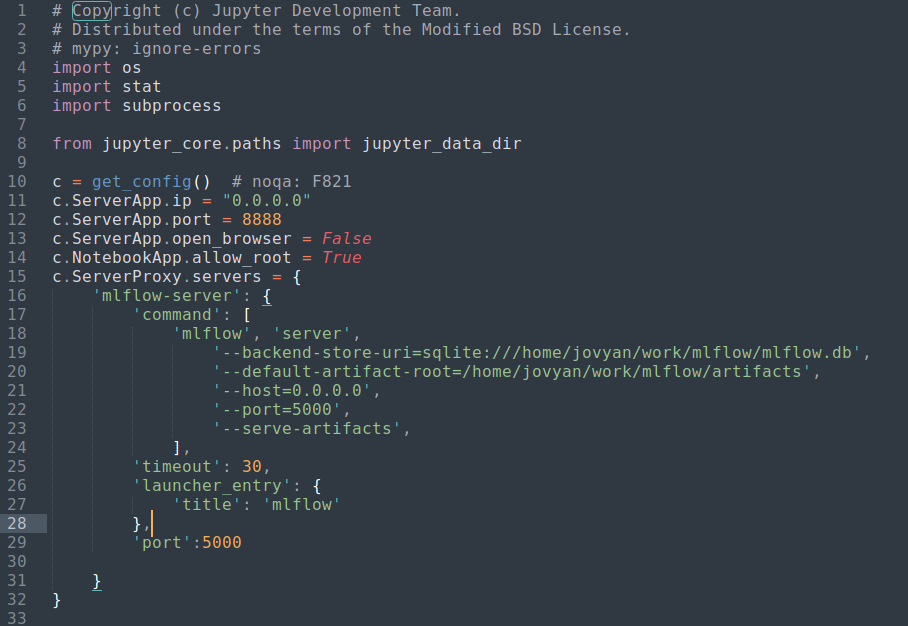 1 # Copyright (c) Jupyter Development Team.
2 # Distributed under the terms of the Modified BSD License.
3 # mypy: ignore-errors
4 import os
5 import stat
6 import subprocess
7
8 from jupyter_core.paths import jupyter_data_dir
9
10 c = get_config()  # noqa: F821
11 c.ServerApp.ip = "0.0.0.0"
12 c.ServerApp.port = 8888
13 c.ServerApp.open_browser = False
14 c.NotebookApp.allow_root = True
15 c.ServerProxy.servers = {
16     'mlflow-server': {
17         'command': [
18             'mlflow', 'server',
19                 '--backend-store-uri=sqlite:///home/jovyan/work/mlflow/mlflow.db',
20                 '--default-artifact-root=/home/jovyan/work/mlflow/artifacts',
21                 '--host=0.0.0.0',
22                 '--port=5000',
23                 '--serve-artifacts',
24             ],
25         'timeout': 30,
26         'launcher_entry': {
27             'title': 'mlflow'
28         },
29         'port':5000
30
31     }
32 }
33